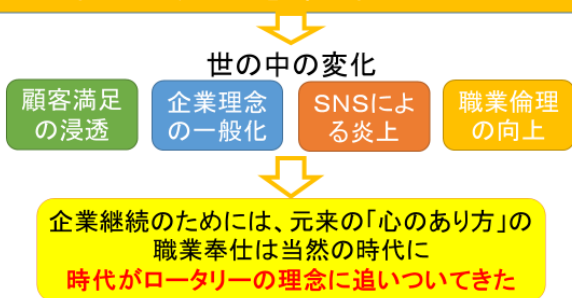 世の中の変化
顧客満足
の浸透
企業理念
の一般化
SNSによ
る炎上
職業倫理
の向上
企業継続のためには、元来の「心のあり方」の
職業奉仕は当然の時代に
時代がロータリーの理念に追いついてきた